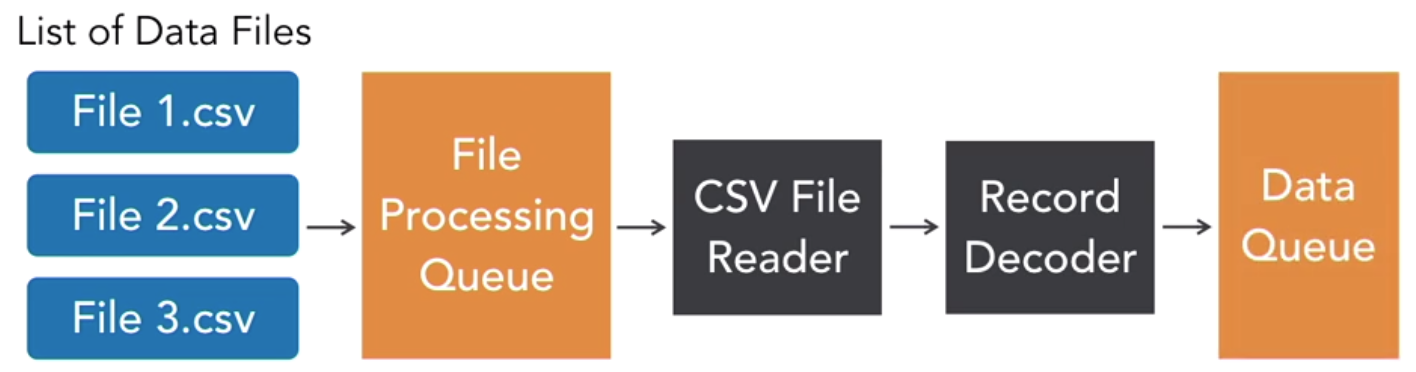 List of Data Files
File 1.csv
File 2.csv
File 3.csv
File
Processing
Queue
CSV File
Reader
Record
Decoder
Data
Queue